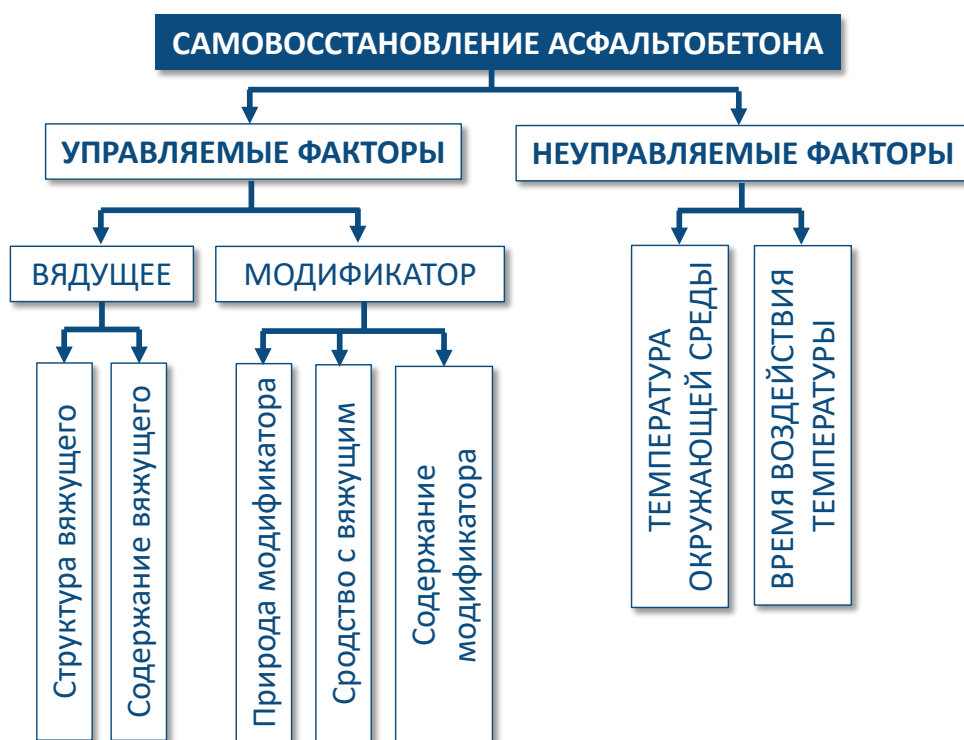 САМОВОССТАНОВЛЕНИЕ АСФАЛЬТОБЕТОНА
УПРАВЛЯЕМЫЕ ФАКТОРЫ
НЕУПРАВЛЯЕМЫЕ ФАКТОРЫ
ВЯДУЩЕЕ
МОДИФИКАТОР
Структура вяжущего
Содержание вяжущего
Природа модификатора
Сродство с вяжущим
Содержание
модификатора
ТЕМПЕРАТУРА
ОКРУЖАЮЩЕЙ СРЕДЫ
ВРЕМЯ ВОЗДЕЙСТВИЯ
ТЕМПЕРАТУРЫ